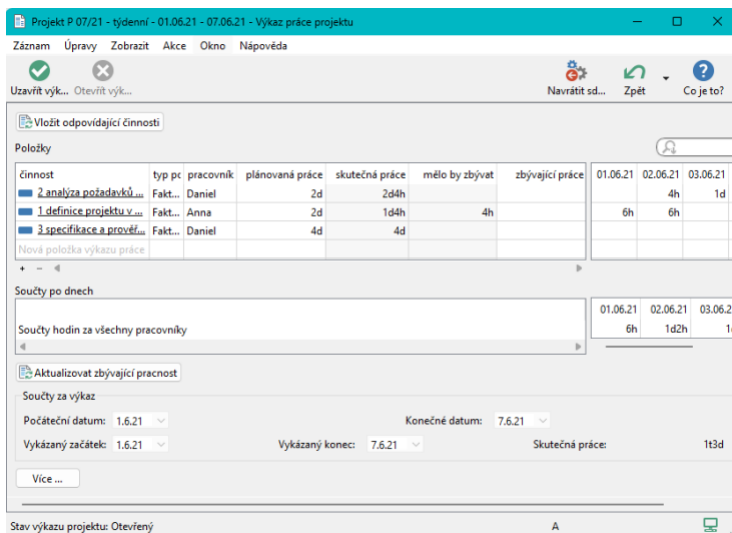 Projekt P 07/21 - týdenní - 01.06.21 - 07.06.21 - Výkaz práce projektu
Záznam Úpravy Zobrazit Akce Okno Nápověda
Uzavřít výk... Otevřít výk... Navrátit sd... Zpět Co je to?
Vložit odpovídající činnosti
Položky
činnost typ pc pracovník plánovaná práce skutečná práce mělo by zbývat zbývající práce 01.06.21 02.06.21 03.06.21
2 analýza požadavků ... Fakt... Daniel 2d 2d4h 4h 1d
1 definice projektu v ... Fakt... Anna 2d 1d4h 4h 6h 6h
3 specifikace a prověř... Fakt... Daniel 4d 4d
Nová položka výkazu práce
Součty po dnech
01.06.21 02.06.21 03.06.2
Součty hodin za všechny pracovníky 6h 1d2h 1
Aktualizovat zbývající pracnost
Součty za výkaz
Počáteční datum: 1.6.21 Konečné datum: 7.6.21
Vykázaný začátek: 1.6.21 Vykázaný konec: 7.6.21 Skutečná práce: 1t3d
Více ...
Stav výkazu projektu: Otevřený A